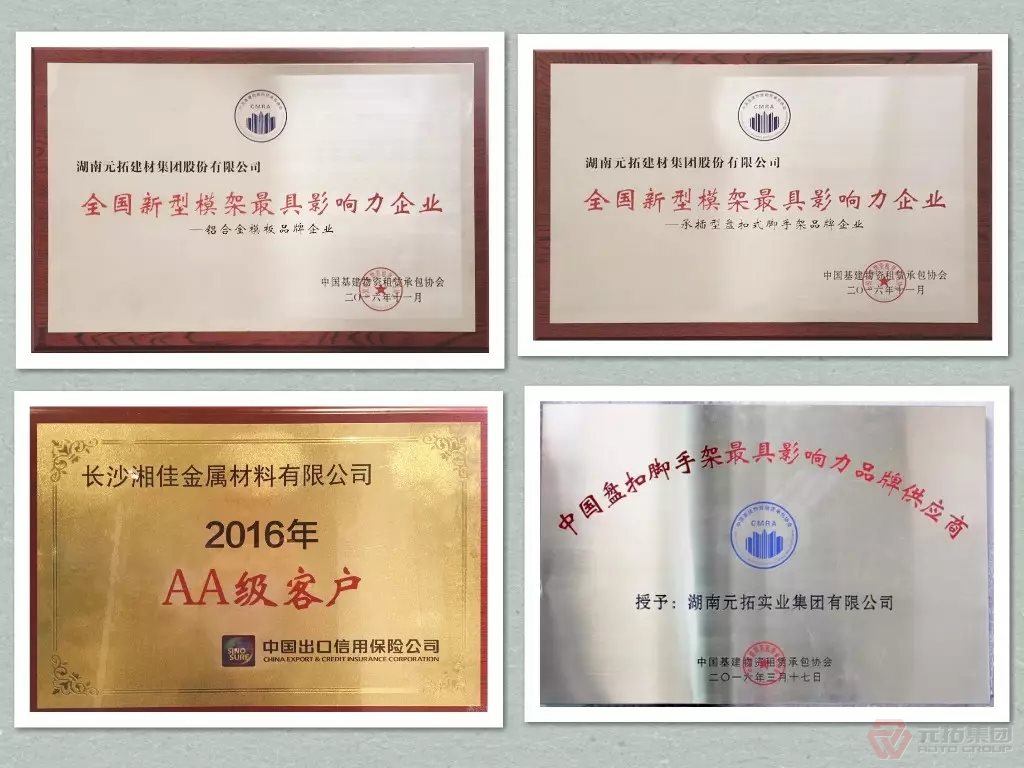 CMRA
湖南元拓建材集团股份有限公司
全国新型模架最具影响力企业
—铝合金模板品牌企业
中国基建物资租赁承包协会
二〇一六年十一月
CMRA
湖南元拓建材集团股份有限公司
全国新型模架最具影响力企业
—承插型盘扣式脚手架品牌企业
中国基建物资租赁承包协会
二〇一六年十一月
长沙湘佳金属材料有限公司
2016年
AA级客户
SINO
SURE
中国出口信用保险公司
CHINA EXPORT & CREDIT INSURANCE CORPORATION
中国盘扣脚手架最具影响力品牌供应商
CMRA
授予：湖南元拓实业集团有限公司
中国基建物资租赁承包协会
二〇一六年三月十七日
元拓集团
ADTO GROUP